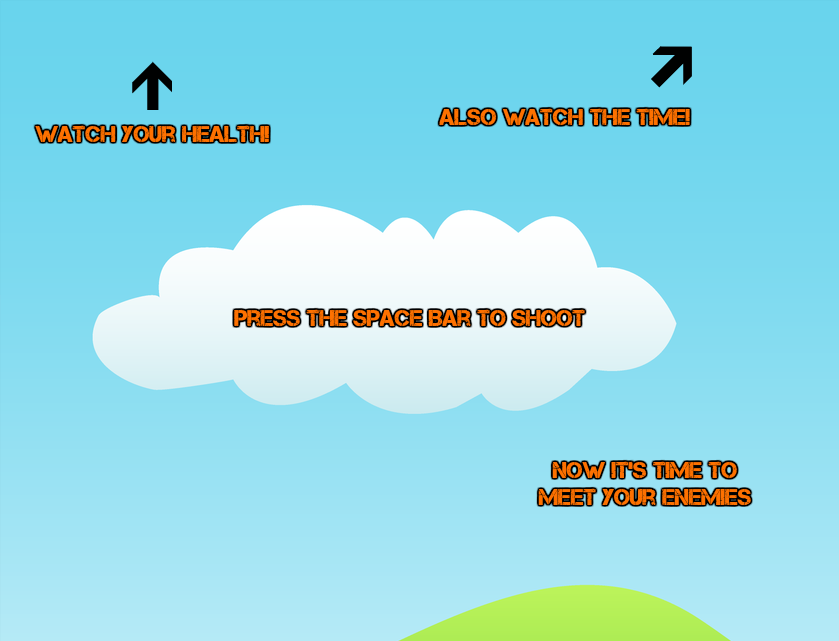 WATCH YOUR HEALTH!
ALSO WATCH THE TIME!
PRESS THE SPACE BAR TO SHOOT
NOW IT'S TIME TO
MEET YOUR ENEMIES